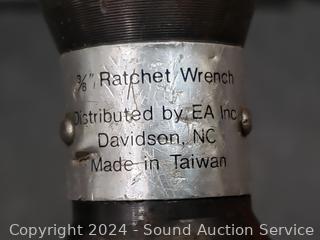 3/8" Ratchet Wrench
Distributed by EA Inc
Davidson, NC
Made in Taiwan
Copyright 2024 - Sound Auction Service